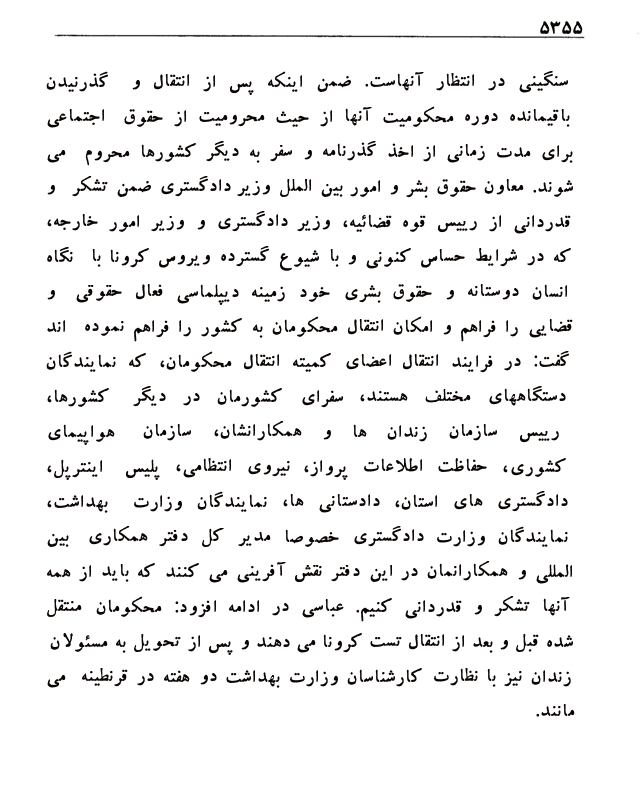 ۵۳۵۵
سنگینی در انتظار آنهاست. ضمن اینکه پس از انتقال و گذرنیدن
باقیمانده دوره محکومیت آنها از حیث محرومیت از حقوق اجتماعی
برای مدت زمانی از اخذ گذرنامه و سفر به دیگر کشورها محروم می
شوند. معاون حقوق بشر و امور بین الملل وزیر دادگستری ضمن تشکر و
قدردانی از رییس قوه قضائیه، وزیر دادگستری و وزیر امور خارجه،
که در شرایط حساس کنونی و با شیوع گسترده ویروس کرونا با نگاه
انسان دوستانه و حقوق بشری خود زمینه دیپلماسی فعال حقوقی و
قضایی را فراهم و امکان انتقال محکومان به کشور را فراهم نموده اند
گفت: در فرایند انتقال اعضای کمیته انتقال محکومان، که نمایندگان
دستگاههای مختلف هستند، سفرای کشورمان در دیگر کشورها،
رییس سازمان زندان ها و همکارانشان، سازمان هواپیمای
کشوری، حفاظت اطلاعات پرواز، نیروی انتظامی، پلیس اینترپل،
دادگستری های استان، دادستانی ها، نمایندگان وزارت بهداشت،
نمایندگان وزارت دادگستری خصوصا مدیر کل دفتر همکاری بین
المللی و همکارانمان در این دفتر نقش آفرینی می کنند که باید از همه
آنها تشکر و قدردانی کنیم. عباسی در ادامه افزود: محکومان منتقل
شده قبل و بعد از انتقال تست کرونا می دهند و پس از تحویل به مسئولان
زندان نیز با نظارت کارشناسان وزارت بهداشت دو هفته در قرنطینه می
مانند.